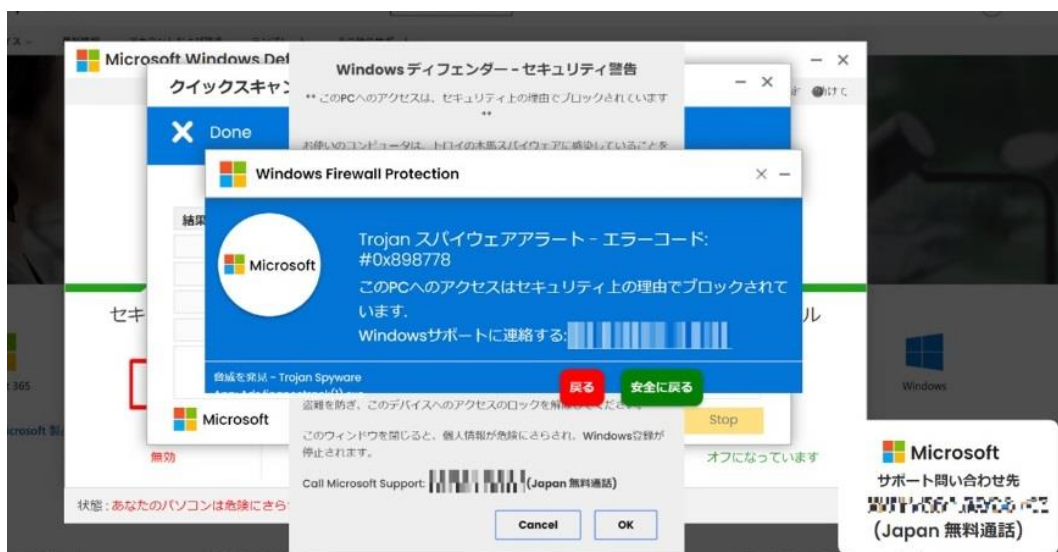 Microsoft Windows Def
クイックスキャン
Done
結果
Windows ディフェンダー - セキュリティ警告
** このPCへのアクセスは、セキュリティ上の理由でブロックされています
**
お使いのコンピュータは、トロイの木馬スパイウェアに感染していることを
Windows Firewall Protection
Microsoft
Trojan スパイウェアアラート - エラーコード:
#0x898778
このPCへのアクセスはセキュリティ上の理由でブロックされて
います.
Windowsサポートに連絡する:
脅威を発見 - Trojan Spyware
戻る
安全に戻る
セキ
ル
365
Windows
盗難を防ぎ、このデバイスへのアクセスのロックを解除してください。
Microsoft
Stop
このウィンドウを閉じると、個人情報が危険にさらされ、Windows登録が
停止されます。
無効
オフになっています
Call Microsoft Support:
(Japan 無料通話)
状態 : あなたのパソコンは危険にさら
Cancel
OK
Microsoft
サポート問い合わせ先
(Japan 無料通話)